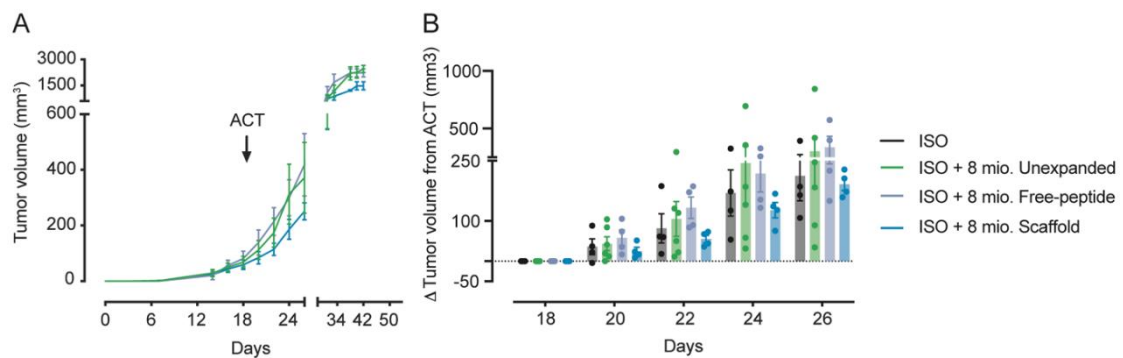 A
Tumor volume (mm³)
3000
1500
600
400
200
0
ACT
0 6 12 18 24 34 42 50
Days
B
Δ Tumor volume from ACT (mm3)
1000
500
250
100
-50
18 20 22 24 26
Days
ISO
ISO + 8 mio. Unexpanded
ISO + 8 mio. Free-peptide
ISO + 8 mio. Scaffold